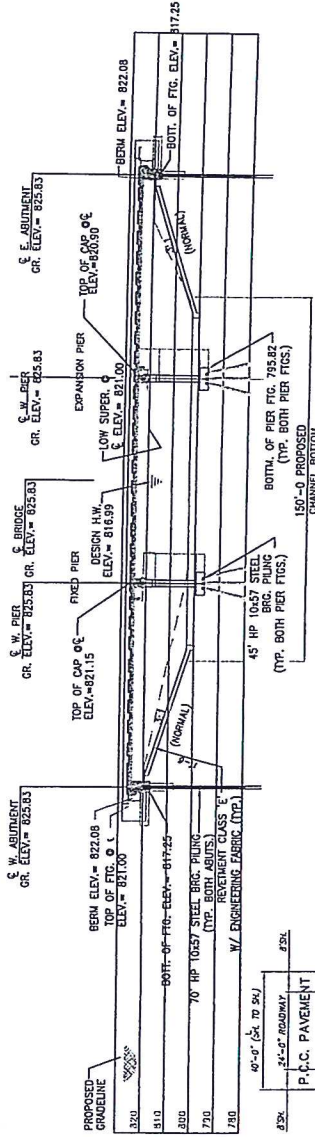 ℄ W. ABUTMENT
GR. ELEV.= 825.83
℄ W. PIER
GR. ELEV.= 825.83
℄ BRIDGE
GR. ELEV.= 825.83
℄ W. PIER
GR. ELEV.= 825.83
℄ E. ABUTMENT
GR. ELEV.= 825.83
PROPOSED
GRADELINE
BERM ELEV.= 822.08
TOP OF FTG. @ ℄
ELEV.= 821.00
TOP OF CAP @ ℄
ELEV.=821.15
FIXED PIER
DESIGN H.W.
ELEV.= 816.99
EXPANSION PIER
LOW SUPER. @
℄ ELEV.= 821.00
TOP OF CAP @ ℄
ELEV.=820.90
BERM ELEV.= 822.08
BOTT. OF FTG. ELEV.= 817.25
820
810
800
790
780
BOTT. OF FTG. ELEV.= 817.25
(NORMAL)
(NORMAL)
70' HP 10x57 STEEL BRG. PILING
(TYP. BOTH ABUTS.)
REVETMENT CLASS 'E'
W/ ENGINEERING FABRIC (TYP.)
45' HP 10x57 STEEL
BRG. PILING
(TYP. BOTH PIER FTGS.)
BOTTM. OF PIER FTG. 795.82
(TYP. BOTH PIER FTGS.)
150'-0 PROPOSED
CHANNEL BOTTOM
40'-0" (SH. TO SH.)
8'SH.
24'-0" ROADWAY
8'SH.
P.C.C. PAVEMENT